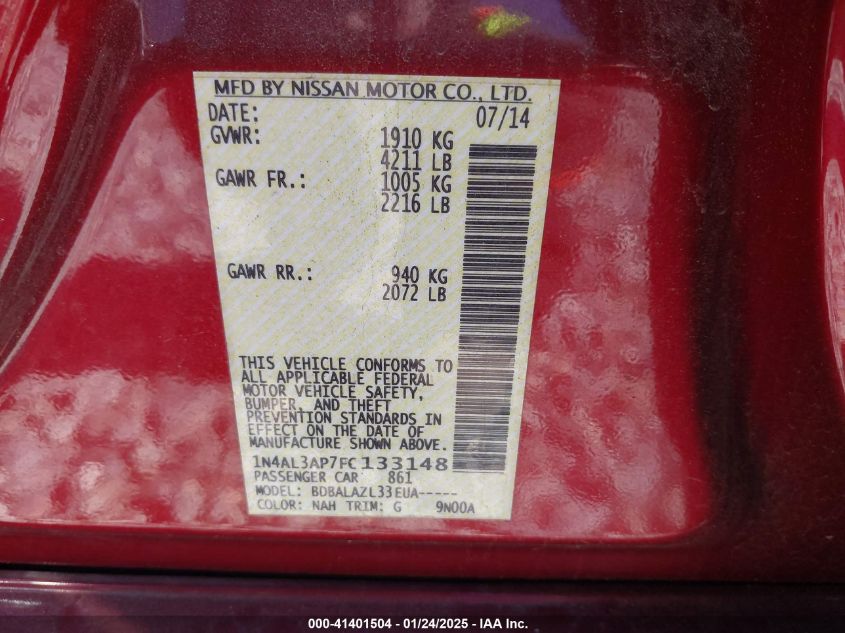 MFD BY NISSAN MOTOR CO., LTD.
DATE: 07/14
GVWR: 1910 KG
4211 LB
GAWR FR.: 1005 KG
2216 LB
GAWR RR.: 940 KG
2072 LB
THIS VEHICLE CONFORMS TO
ALL APPLICABLE FEDERAL
MOTOR VEHICLE SAFETY,
BUMPER, AND THEFT
PREVENTION STANDARDS IN
EFFECT ON THE DATE OF
MANUFACTURE SHOWN ABOVE.
1N4AL3AP7FC133148
PASSENGER CAR 861
MODEL: BDBALAZL33EUA-----
COLOR: NAH TRIM: G 9N00A
000-41401504 - 01/24/2025 - IAA Inc.